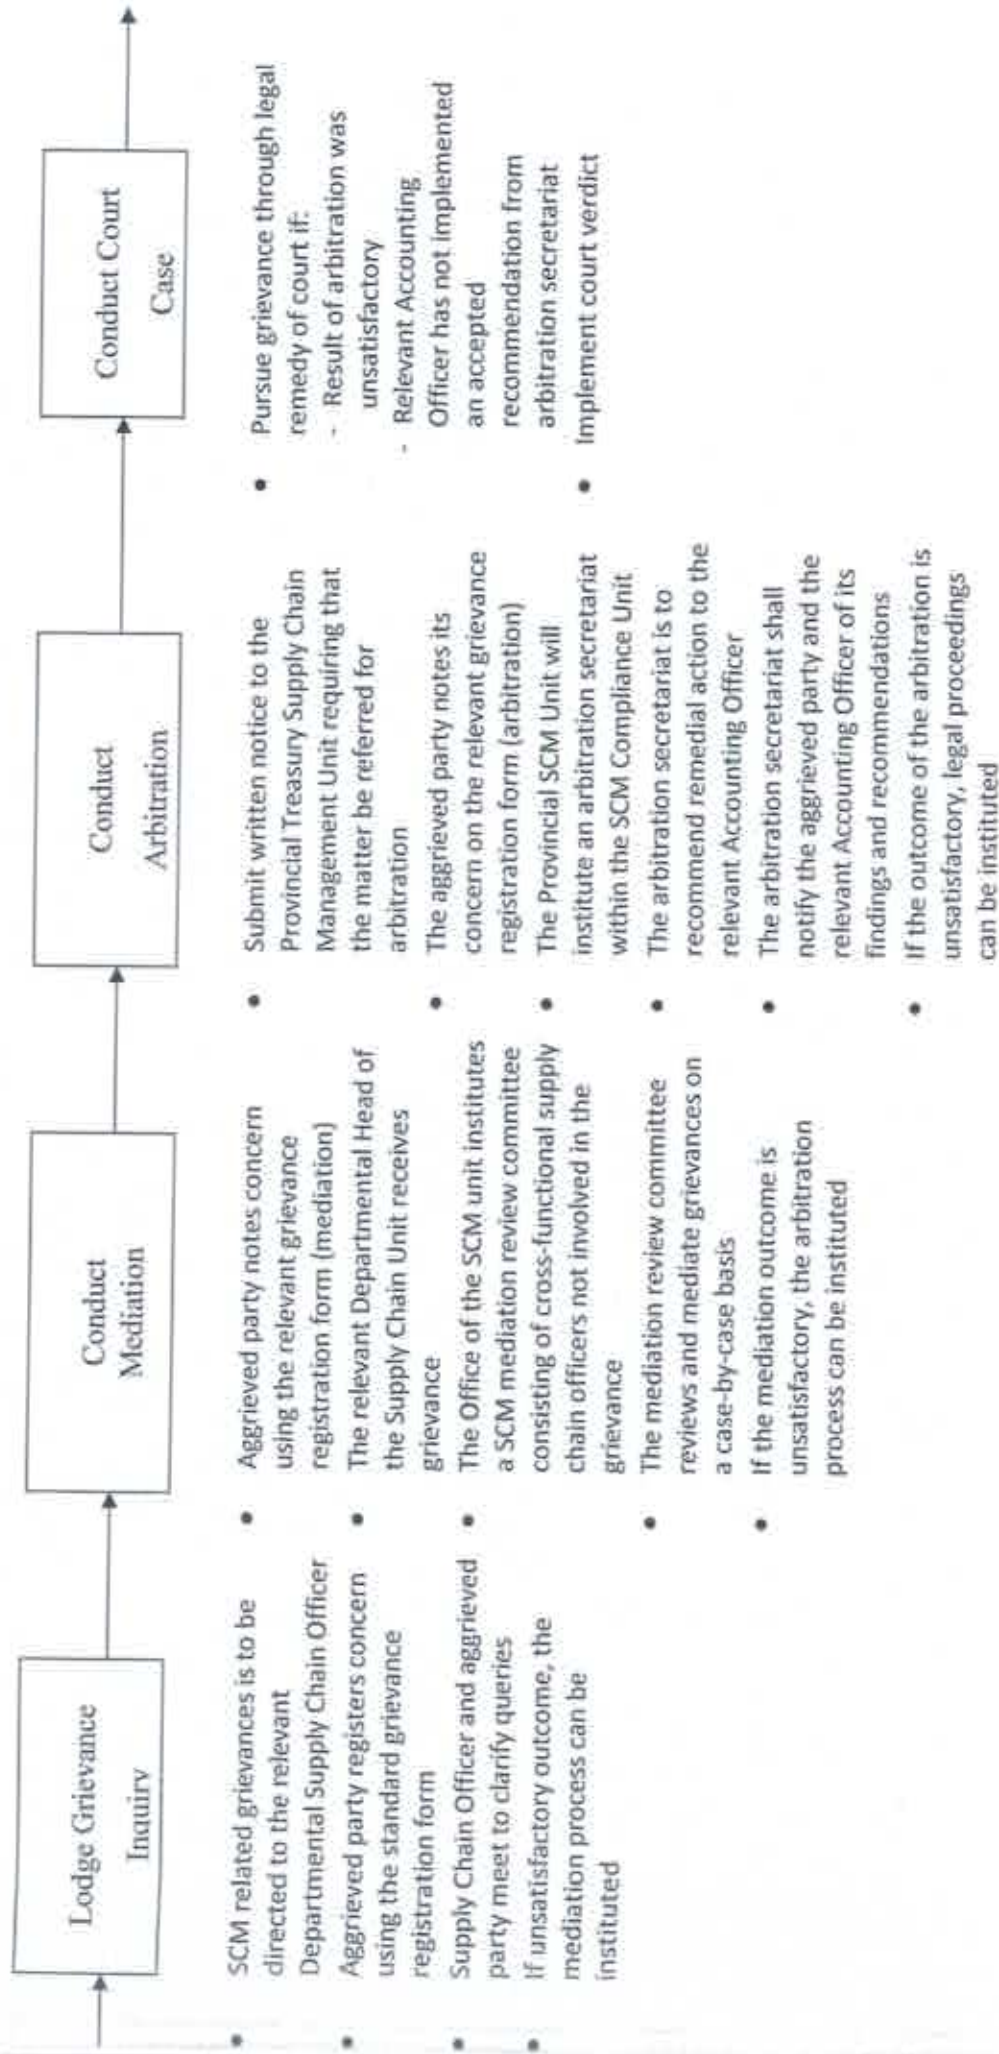 Lodge Grievance
Inquiry
Conduct
Mediation
Conduct
Arbitration
Conduct Court
Case
• SCM related grievances is to be
directed to the relevant
Departmental Supply Chain Officer
• Aggrieved party registers concern
using the standard grievance
registration form
• Supply Chain Officer and aggrieved
party meet to clarify queries
• If unsatisfactory outcome, the
mediation process can be
instituted
• Aggrieved party notes concern
using the relevant grievance
registration form (mediation)
• The relevant Departmental Head of
the Supply Chain Unit receives
grievance
• The Office of the SCM unit institutes
a SCM mediation review committee
consisting of cross-functional supply
chain officers not involved in the
grievance
• The mediation review committee
reviews and mediate grievances on
a case-by-case basis
• If the mediation outcome is
unsatisfactory, the arbitration
process can be instituted
• Submit written notice to the
Provincial Treasury Supply Chain
Management Unit requiring that
the matter be referred for
arbitration
• The aggrieved party notes its
concern on the relevant grievance
registration form (arbitration)
• The Provincial SCM Unit will
institute an arbitration secretariat
within the SCM Compliance Unit
• The arbitration secretariat is to
recommend remedial action to the
relevant Accounting Officer
• The arbitration secretariat shall
notify the aggrieved party and the
relevant Accounting Officer of its
findings and recommendations
• If the outcome of the arbitration is
unsatisfactory, legal proceedings
can be instituted
• Pursue grievance through legal
remedy of court if:
- Result of arbitration was
unsatisfactory
- Relevant Accounting
Officer has not implemented
an accepted
recommendation from
arbitration secretariat
• Implement court verdict